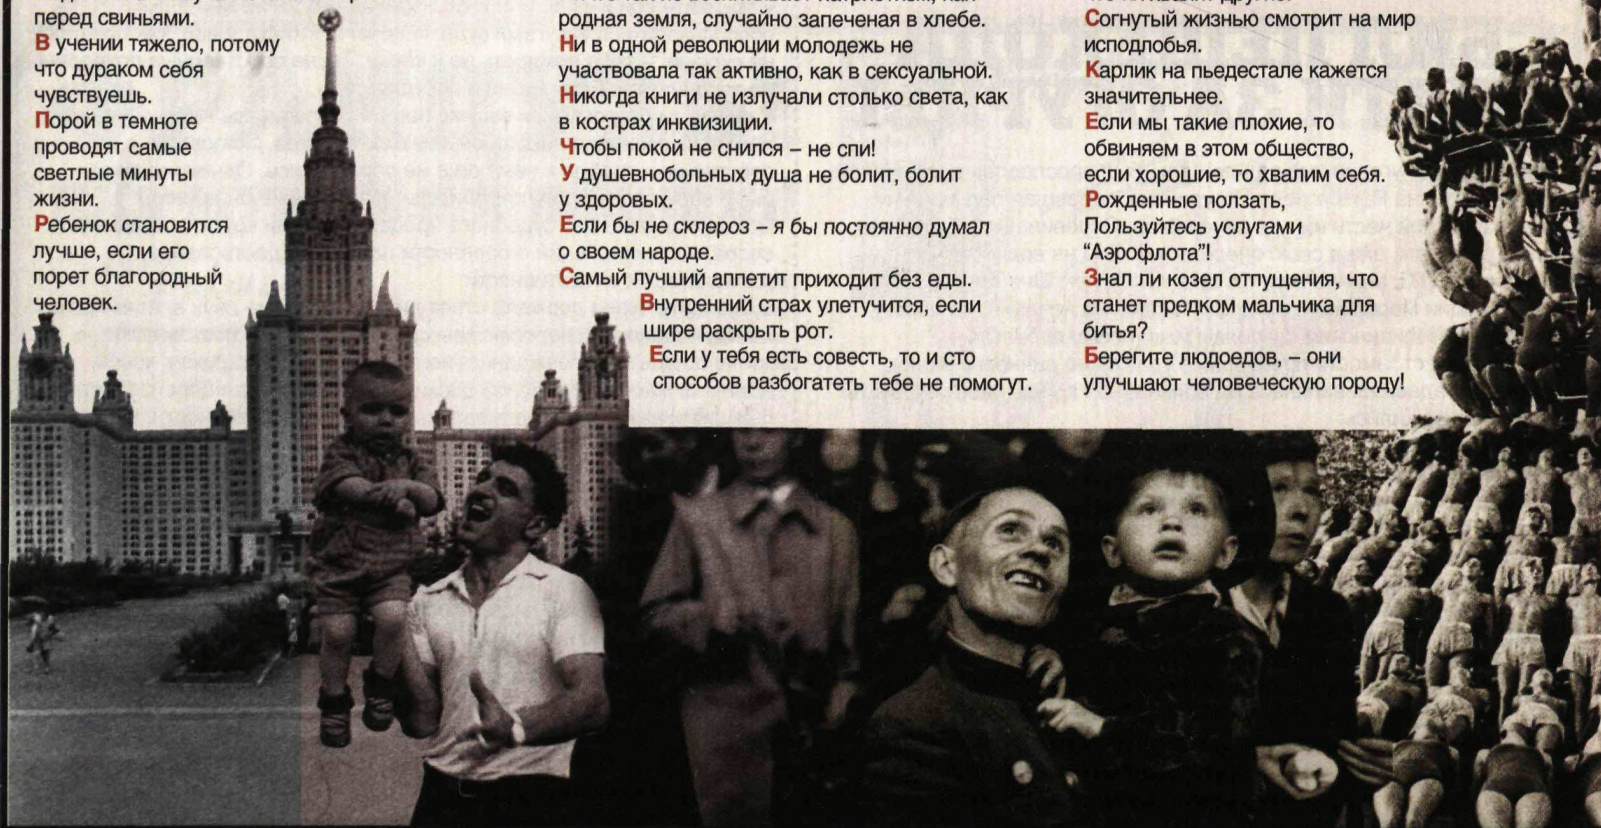 перед свиньями.
В учении тяжело, потому
что дураком себя
чувствуешь.
Порой в темноте
проводят самые
светлые минуты
жизни.
Ребенок становится
лучше, если его
порет благородный
человек.
родная земля, случайно запеченая в хлебе.
Ни в одной революции молодежь не
участвовала так активно, как в сексуальной.
Никогда книги не излучали столько света, как
в кострах инквизиции.
Чтобы покой не снился – не спи!
У душевнобольных душа не болит, болит
у здоровых.
Если бы не склероз – я бы постоянно думал
о своем народе.
Самый лучший аппетит приходит без еды.
Внутренний страх улетучится, если
шире раскрыть рот.
Если у тебя есть совесть, то и сто
способов разбогатеть тебе не помогут.
Согнутый жизнью смотрит на мир
исподлобья.
Карлик на пьедестале кажется
значительнее.
Если мы такие плохие, то
обвиняем в этом общество,
если хорошие, то хвалим себя.
Рожденные ползать,
Пользуйтесь услугами
“Аэрофлота”!
Знал ли козел отпущения, что
станет предком мальчика для
битья?
Берегите людоедов, – они
улучшают человеческую породу!